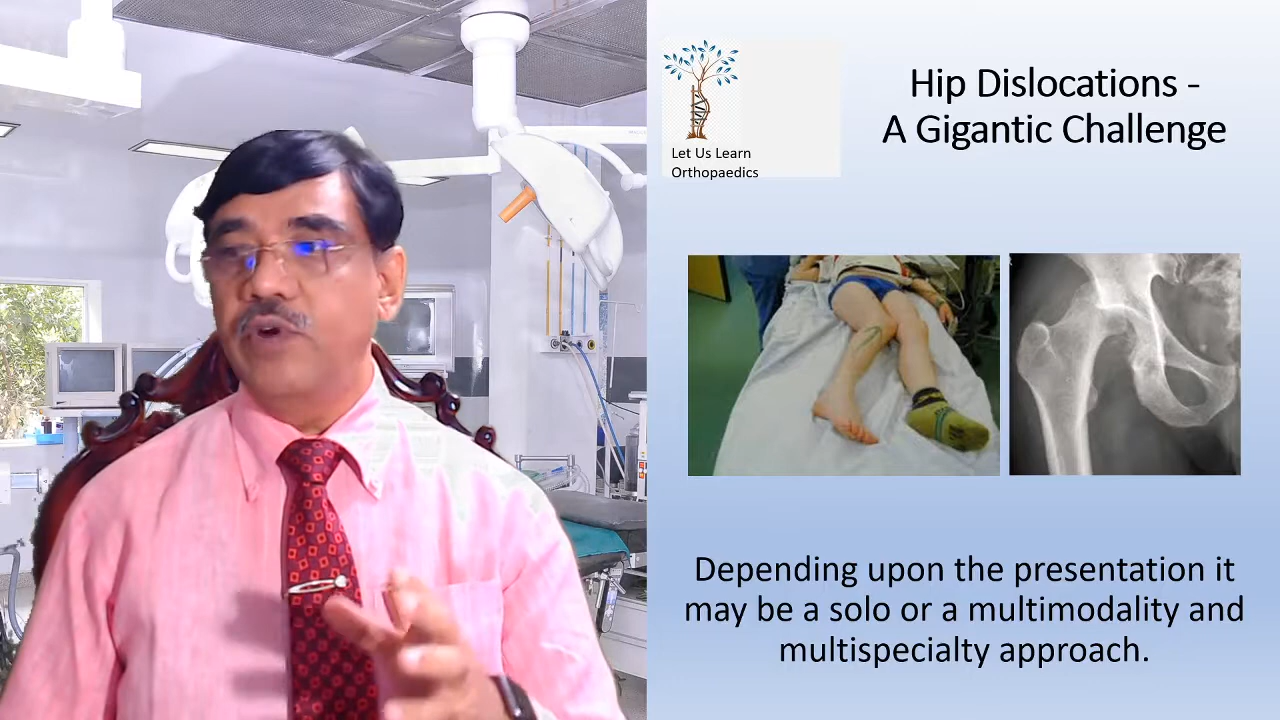 Hip Dislocations -
A Gigantic Challenge
Let Us Learn
Orthopaedics
Depending upon the presentation it
may be a solo or a multimodality and
multispecialty approach.